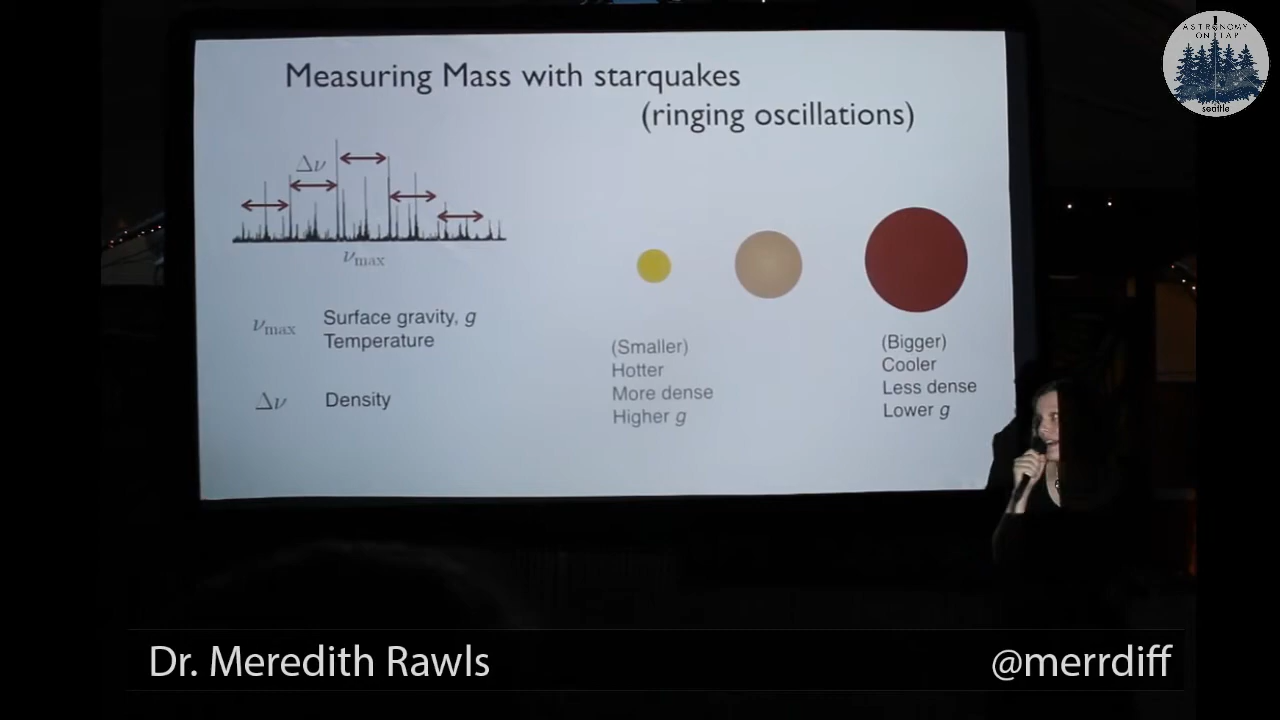 ASTRONOMY
ON TAP
seattle
Measuring Mass with starquakes
(ringing oscillations)
Δν
νmax
νmax
Surface gravity, g
Temperature
Δν
Density
(Smaller)
Hotter
More dense
Higher g
(Bigger)
Cooler
Less dense
Lower g
Dr. Meredith Rawls
@merrdiff